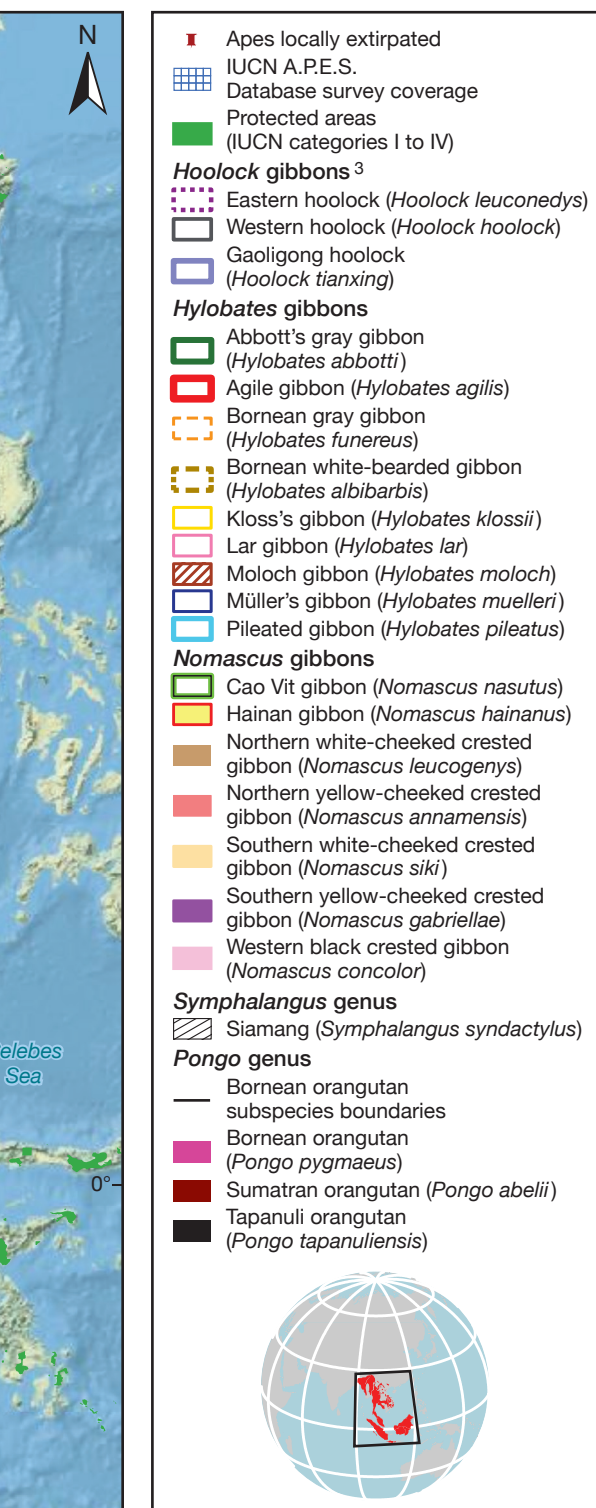 N
Apes locally extirpated
IUCN A.P.E.S.
Database survey coverage
Protected areas
(IUCN categories I to IV)
Hoolock gibbons 3
Eastern hoolock (Hoolock leuconedys)
Western hoolock (Hoolock hoolock)
Gaoligong hoolock
(Hoolock tianxing)
Hylobates gibbons
Abbott's gray gibbon
(Hylobates abbotti)
Agile gibbon (Hylobates agilis)
Bornean gray gibbon
(Hylobates funereus)
Bornean white-bearded gibbon
(Hylobates albibarbis)
Kloss's gibbon (Hylobates klossii)
Lar gibbon (Hylobates lar)
Moloch gibbon (Hylobates moloch)
Müller's gibbon (Hylobates muelleri)
Pileated gibbon (Hylobates pileatus)
Nomascus gibbons
Cao Vit gibbon (Nomascus nasutus)
Hainan gibbon (Nomascus hainanus)
Northern white-cheeked crested
gibbon (Nomascus leucogenys)
Northern yellow-cheeked crested
gibbon (Nomascus annamensis)
Southern white-cheeked crested
gibbon (Nomascus siki)
Southern yellow-cheeked crested
gibbon (Nomascus gabriellae)
Western black crested gibbon
(Nomascus concolor)
Symphalangus genus
Siamang (Symphalangus syndactylus)
Pongo genus
Bornean orangutan
subspecies boundaries
Bornean orangutan
(Pongo pygmaeus)
Sumatran orangutan (Pongo abelii)
Tapanuli orangutan
(Pongo tapanuliensis)
elebes
Sea
0°